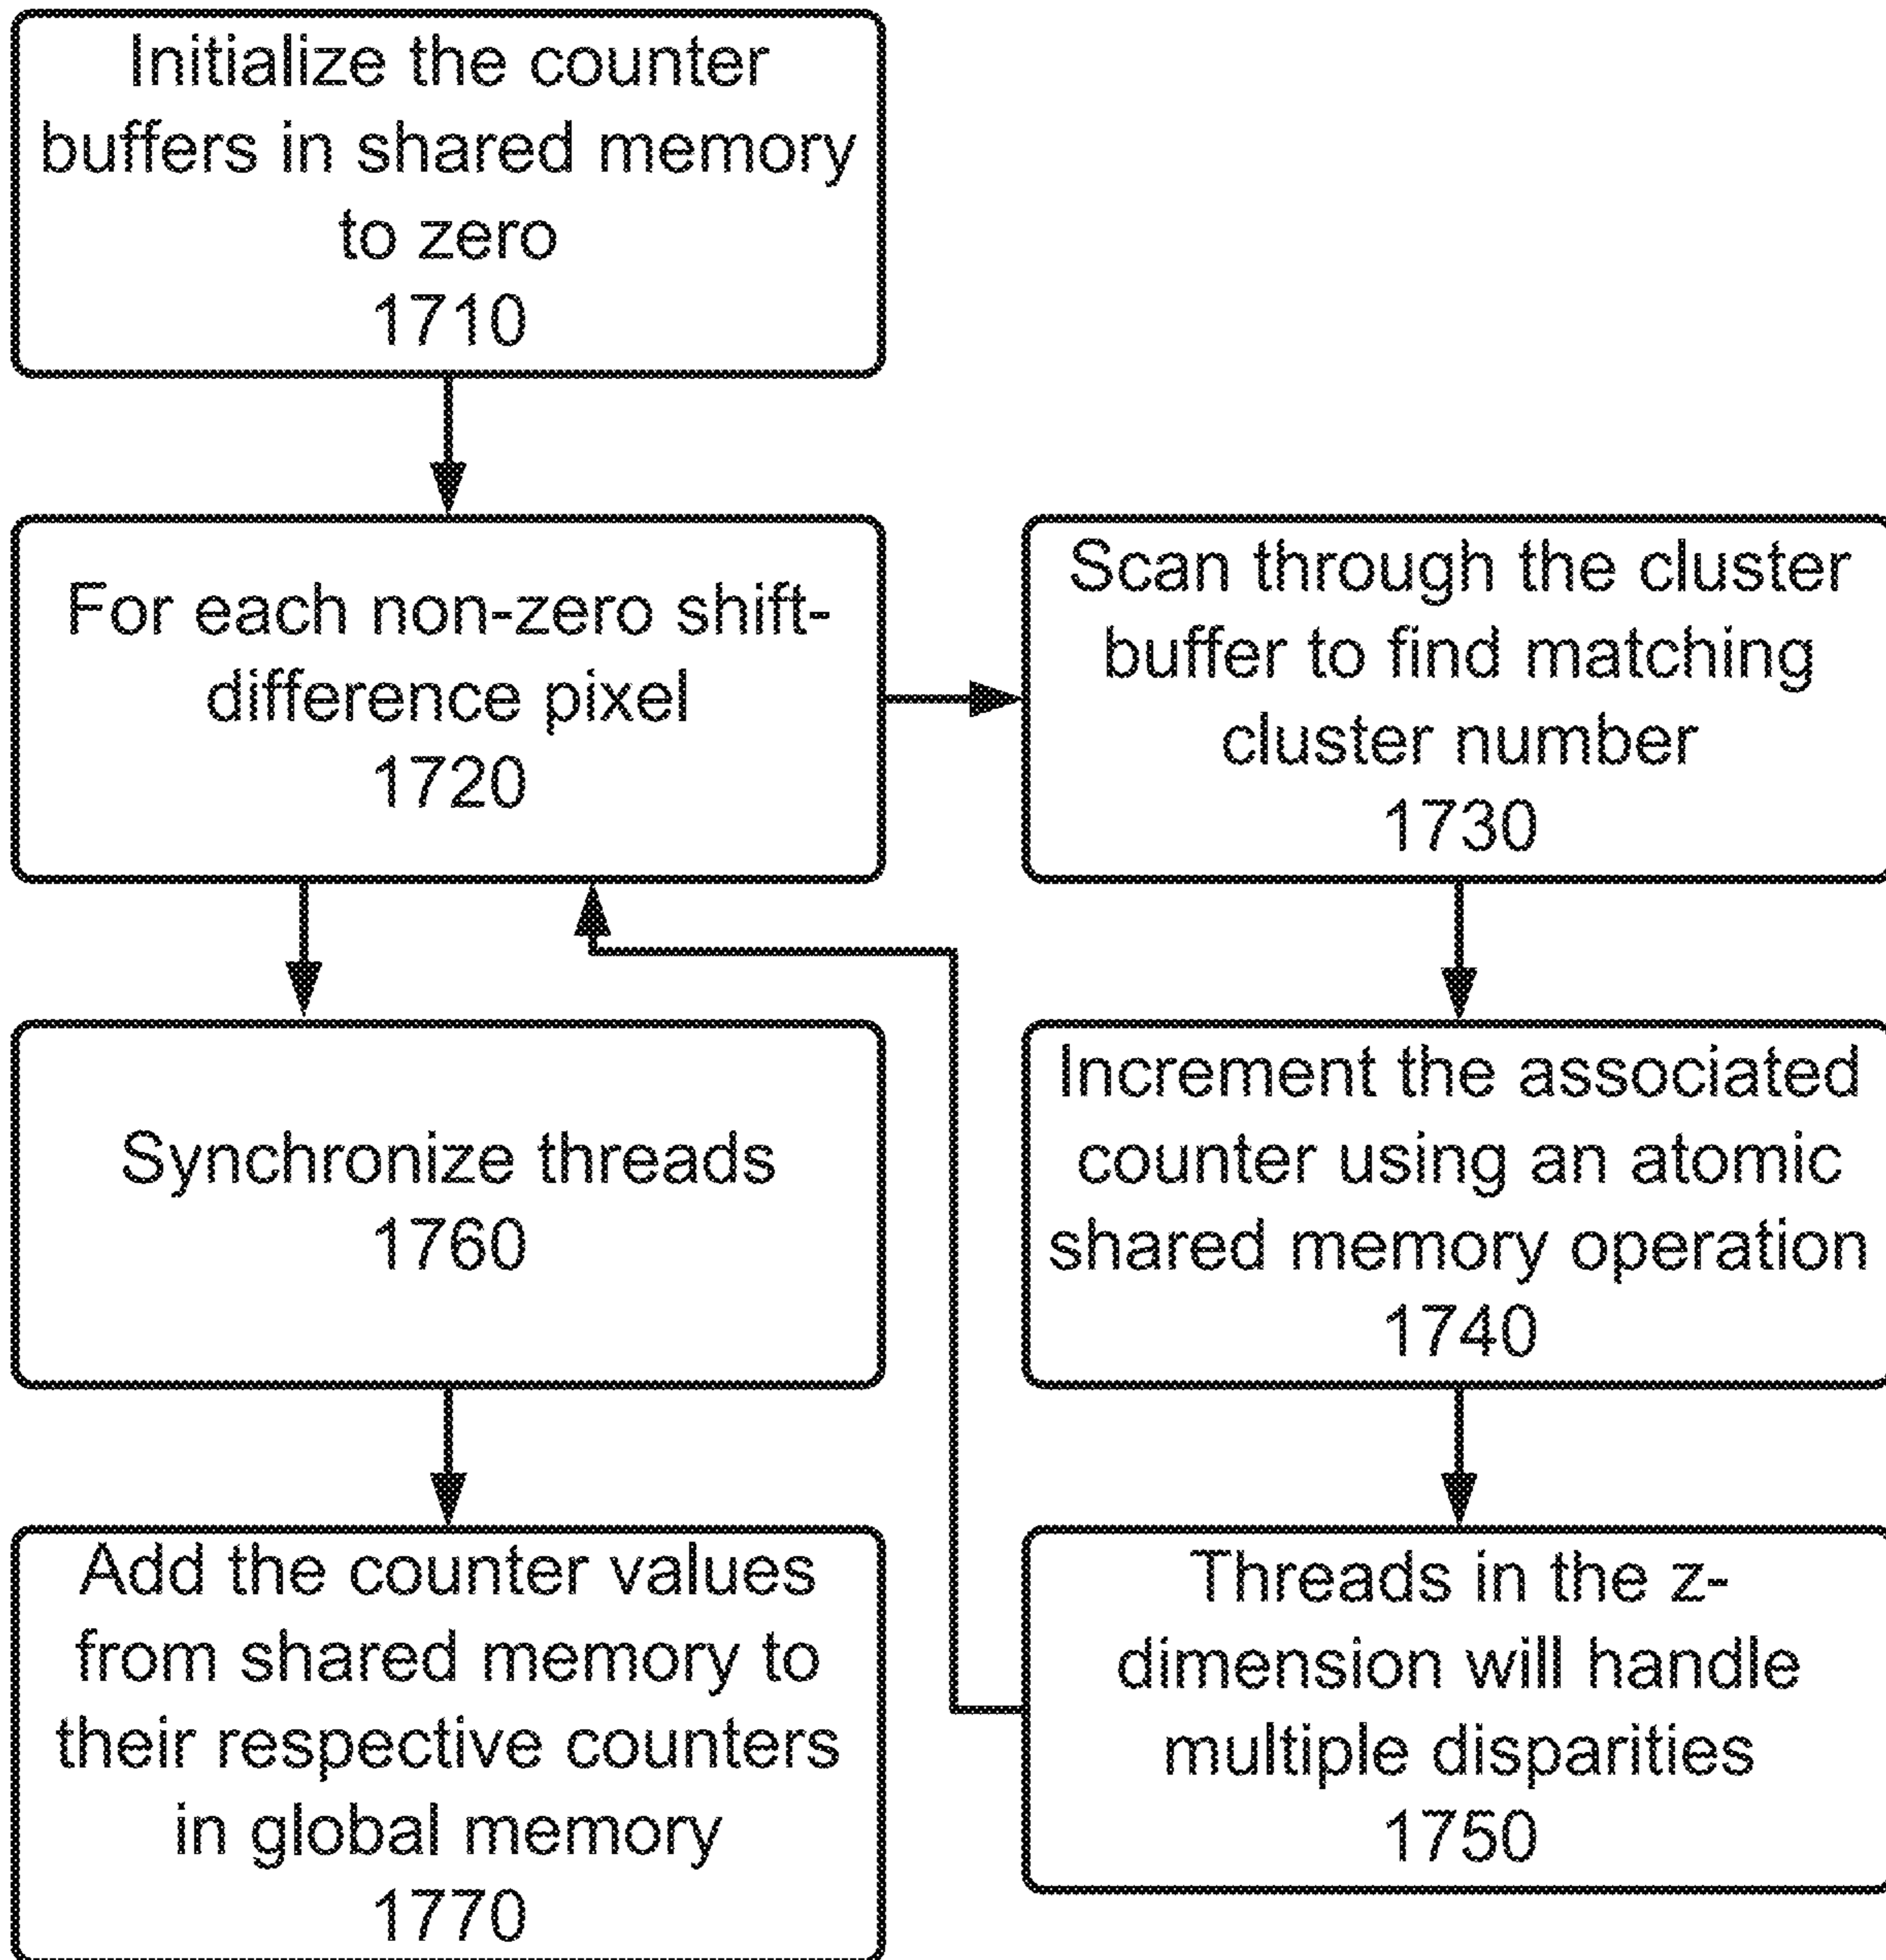 Initialize the counter
buffers in shared memory
to zero
1710
For each non-zero shift-
difference pixel
1720
Scan through the cluster
buffer to find matching
cluster number
1730
Increment the associated
counter using an atomic
shared memory operation
1740
Threads in the z-
dimension will handle
multiple disparities
1750
Synchronize threads
1760
Add the counter values
from shared memory to
their respective counters
in global memory
1770